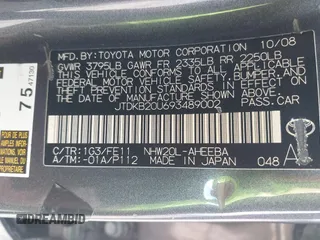 MFD. BY: TOYOTA MOTOR CORPORATION 10/08
GVWR 3795LB GAWR FR 2335LB RR 2250LB
THIS VEHICLE CONFORMS TO ALL APPLICABLE
FEDERAL MOTOR VEHICLE SAFETY, BUMPER, AND
THEFT PREVENTION STANDARDS IN EFFECT ON
THE DATE OF MANUFACTURE SHOWN ABOVE.
JTDKB20U693489002 PASS.CAR
C/TR: 1G3/FE11 NHW20L-AHEEBA
A/TM: -01A/P112 MADE IN JAPAN 048
A
75
47130
DREAMBID